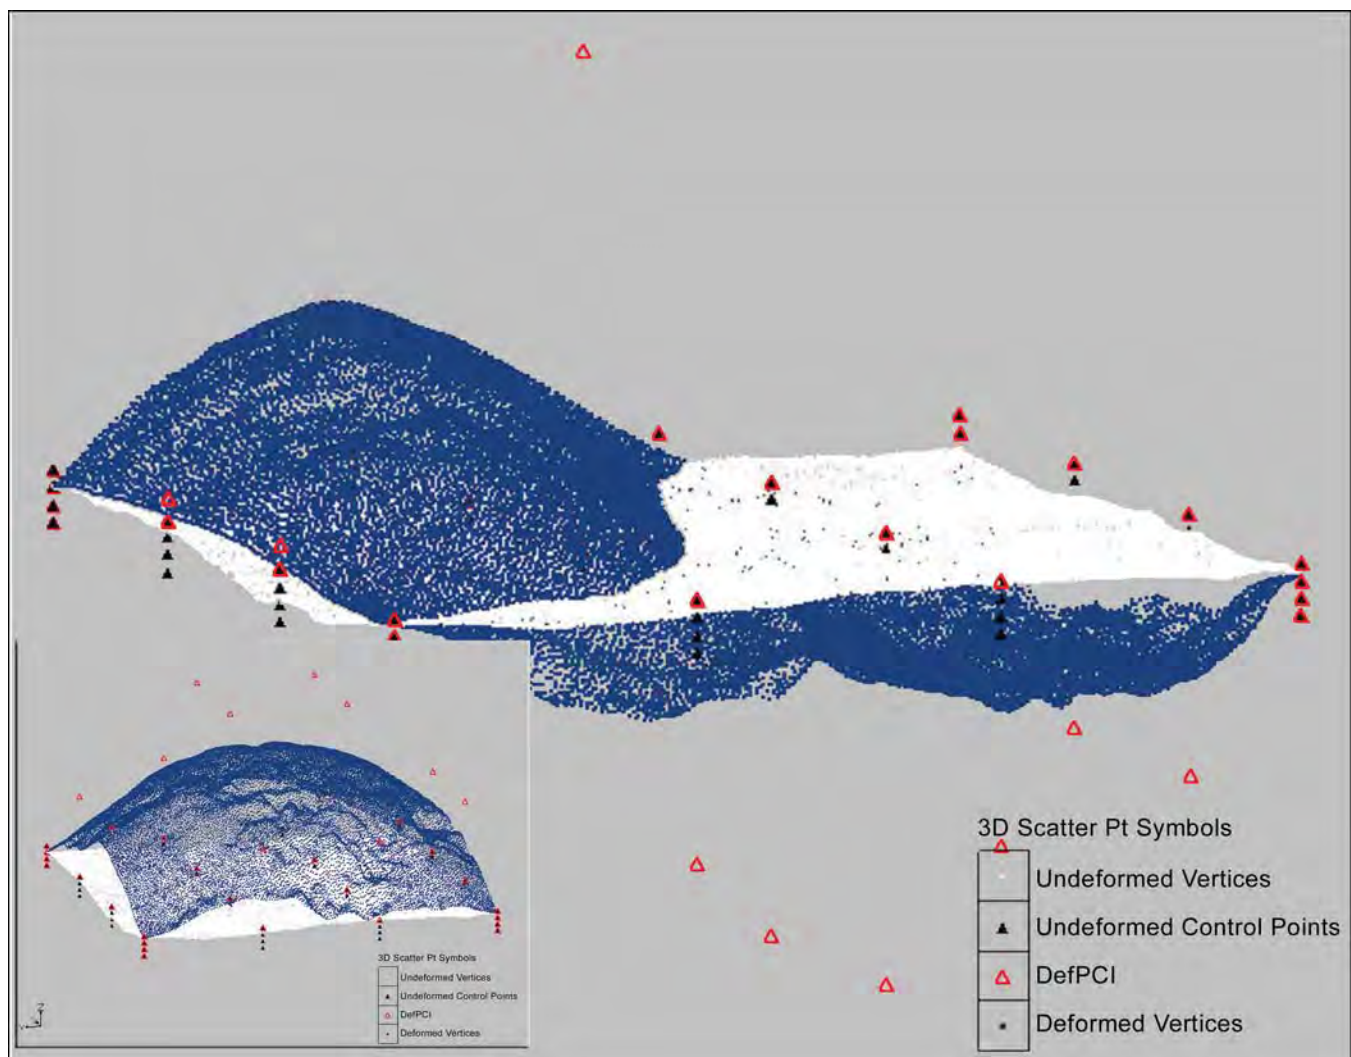 3D Scatter Pt Symbols
Undeformed Vertices
Undeformed Control Points
DefPCI
Deformed Vertices
3D Scatter Pt Symbols
Undeformed Vertices
Undeformed Control Points
DefPCI
Deformed Vertices
Z